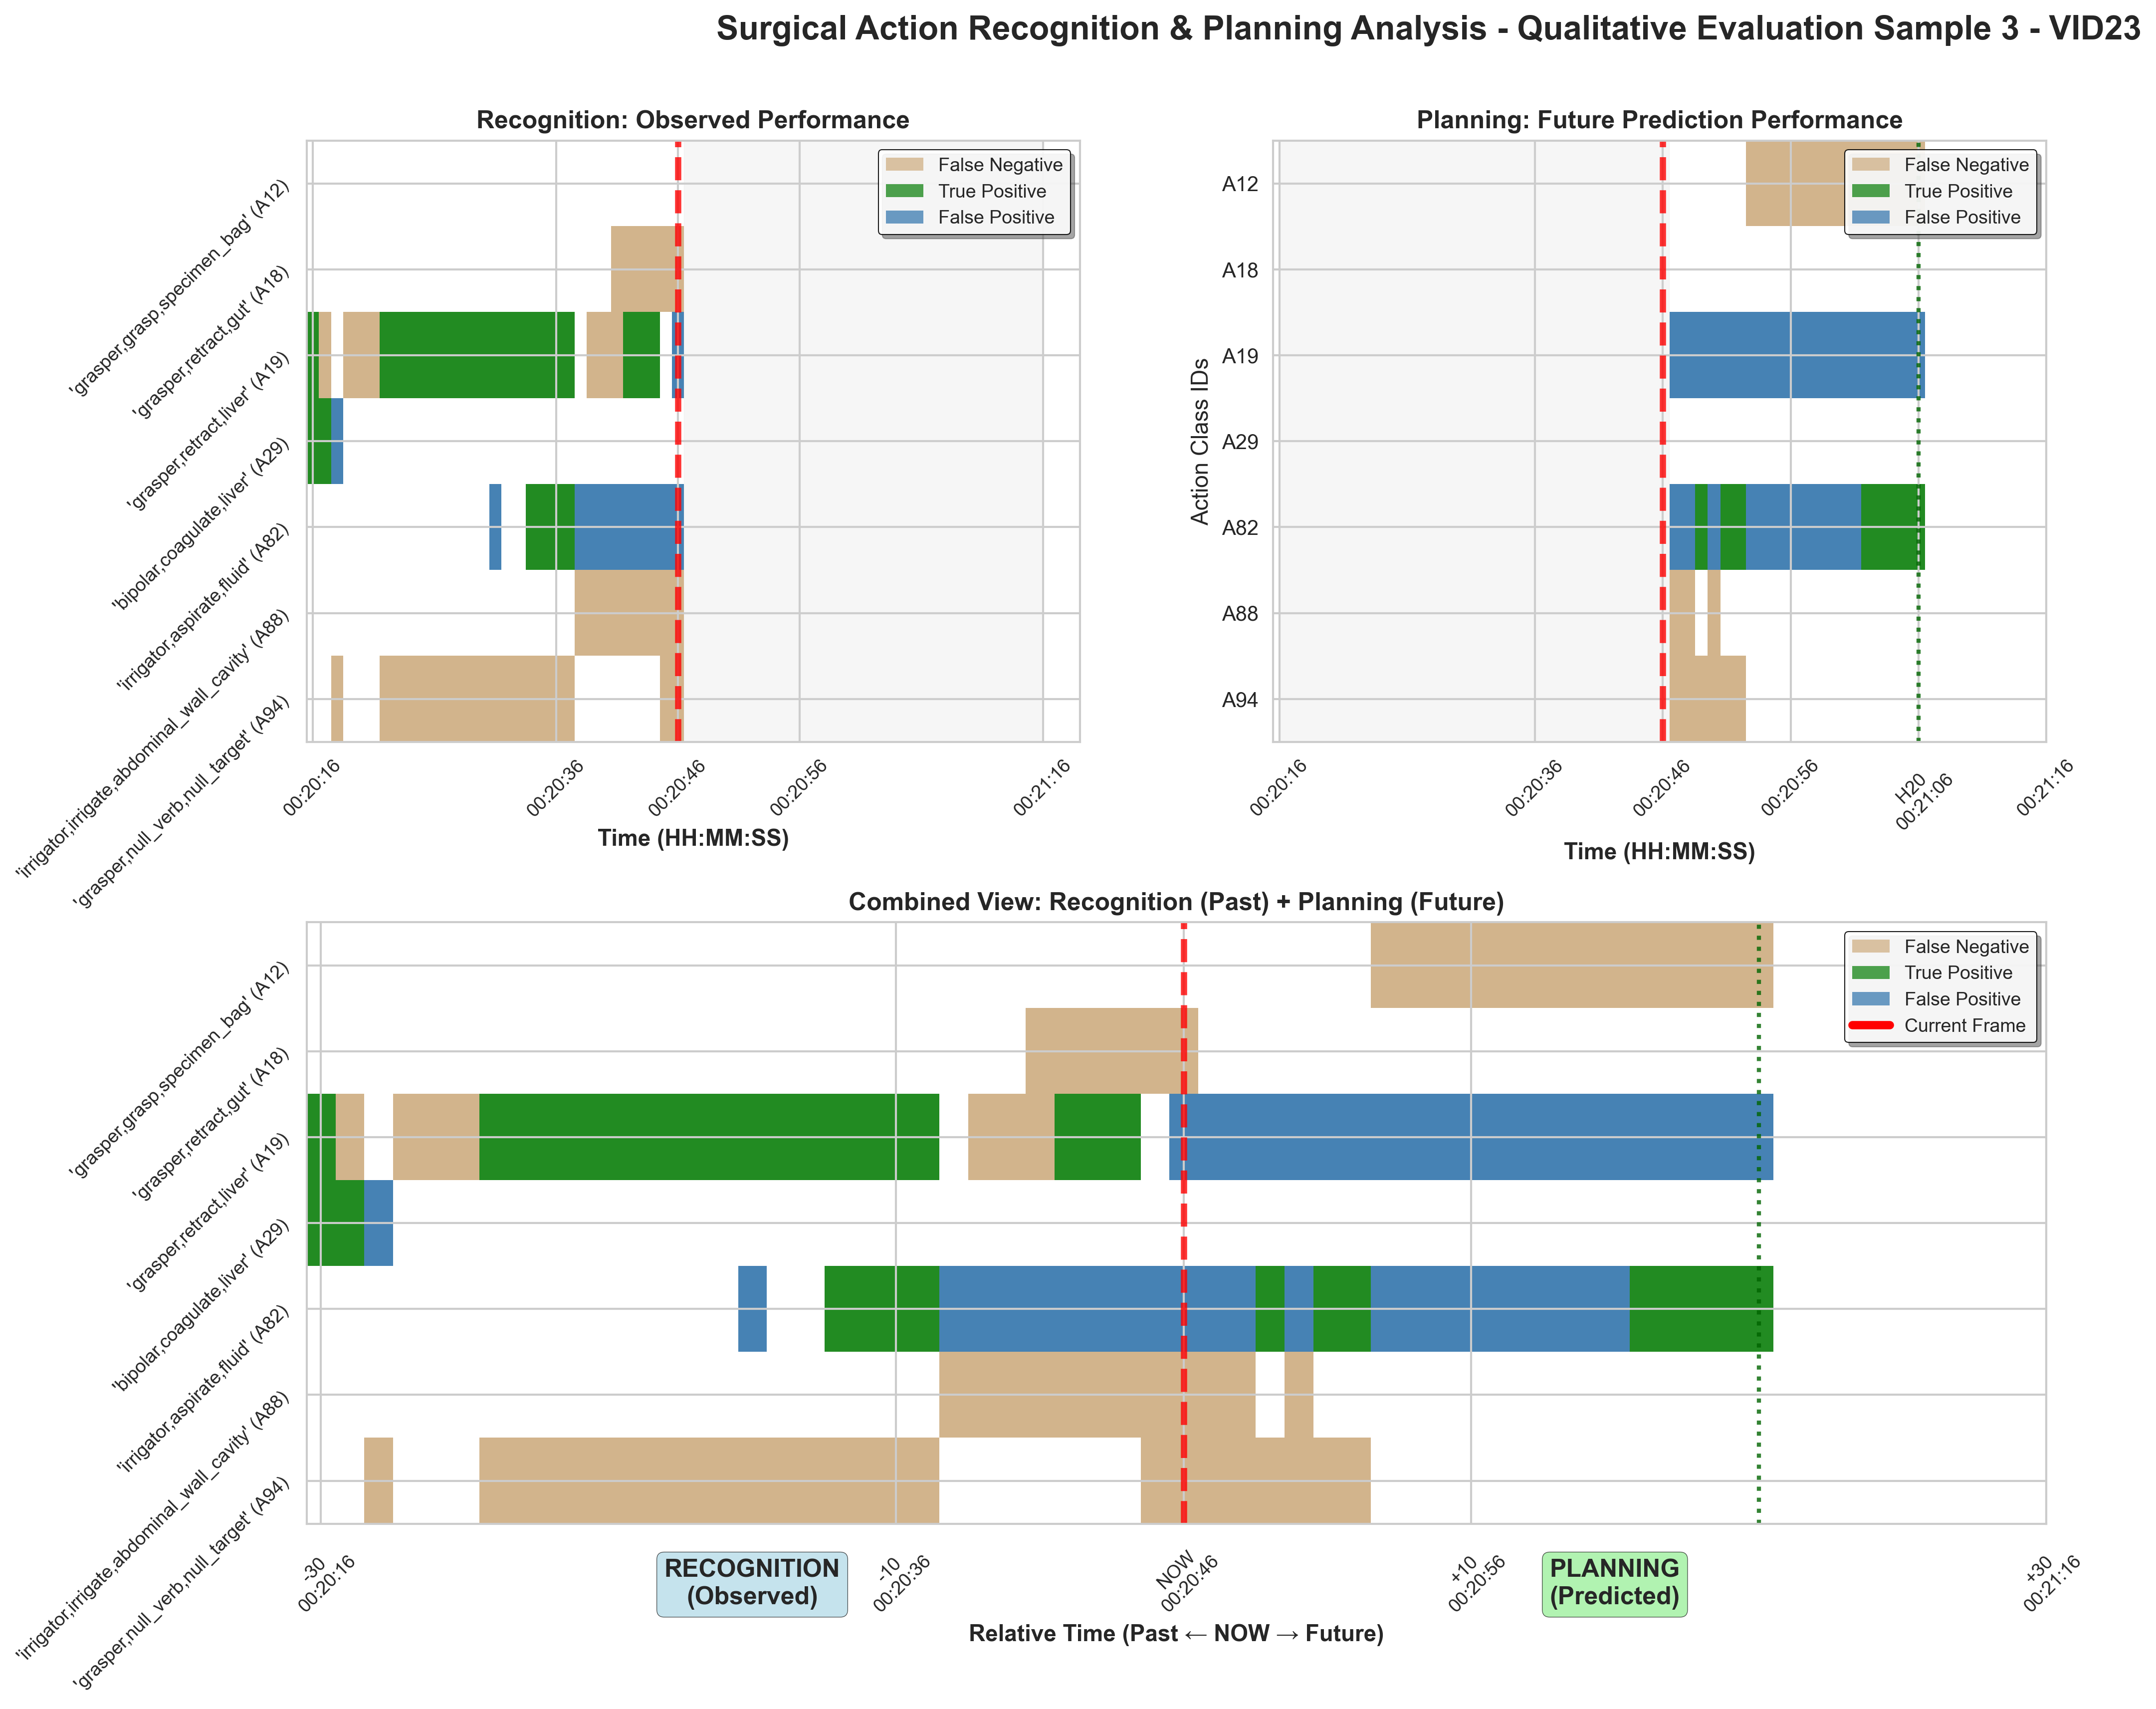 Surgical Action Recognition & Planning Analysis - Qualitative Evaluation Sample 3 - VID23
Recognition: Observed Performance
False Negative
True Positive
False Positive
'grasper,grasp,specimen_bag' (A12)
'grasper,retract,gut' (A18)
'grasper,retract,liver' (A19)
'bipolar,coagulate,liver' (A29)
'irrigator,aspirate,fluid' (A82)
'irrigator,irrigate,abdominal_wall_cavity' (A88)
'grasper,null_verb,null_target' (A94)
00:20:16
00:20:36
00:20:46
00:20:56
00:21:16
Time (HH:MM:SS)
Planning: Future Prediction Performance
False Negative
True Positive
False Positive
Action Class IDs
A12
A18
A19
A29
A82
A88
A94
00:20:16
00:20:36
00:20:46
00:20:56
H20
00:21:06
00:21:16
Time (HH:MM:SS)
Combined View: Recognition (Past) + Planning (Future)
False Negative
True Positive
False Positive
Current Frame
'grasper,grasp,specimen_bag' (A12)
'grasper,retract,gut' (A18)
'grasper,retract,liver' (A19)
'bipolar,coagulate,liver' (A29)
'irrigator,aspirate,fluid' (A82)
'irrigator,irrigate,abdominal_wall_cavity' (A88)
'grasper,null_verb,null_target' (A94)
-30
00:20:16
RECOGNITION
(Observed)
-10
00:20:36
NOW
00:20:46
+10
00:20:56
PLANNING
(Predicted)
+30
00:21:16
Relative Time (Past ← NOW → Future)